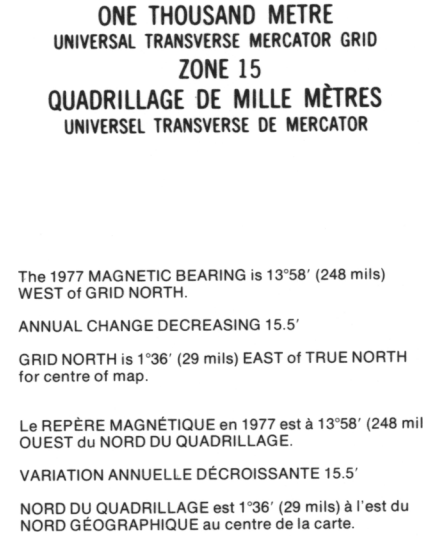 ONE THOUSAND METRE
UNIVERSAL TRANSVERSE MERCATOR GRID
ZONE 15
QUADRILLAGE DE MILLE MÈTRES
UNIVERSEL TRANSVERSE DE MERCATOR
The 1977 MAGNETIC BEARING is 13°58′ (248 mils)
WEST of GRID NORTH.
ANNUAL CHANGE DECREASING 15.5′
GRID NORTH is 1°36′ (29 mils) EAST of TRUE NORTH
for centre of map.
Le REPÈRE MAGNÉTIQUE en 1977 est à 13°58′ (248 mil
OUEST du NORD DU QUADRILLAGE.
VARIATION ANNUELLE DÉCROISSANTE 15.5′
NORD DU QUADRILLAGE est 1°36′ (29 mils) à l'est du
NORD GÉOGRAPHIQUE au centre de la carte.